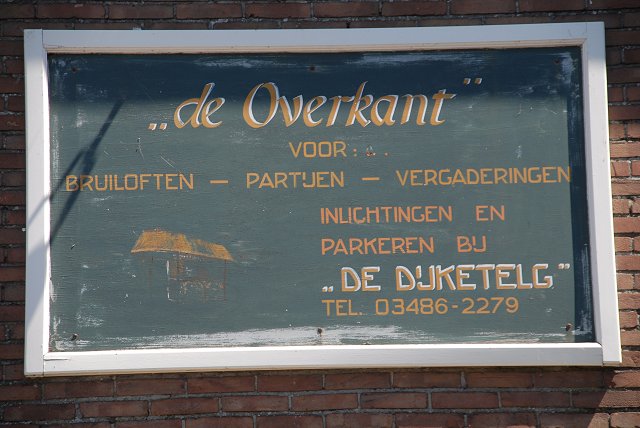 „de Overkant”
VOOR:...
BRUILOFTEN – PARTIJEN – VERGADERINGEN
INLICHTINGEN EN
PARKEREN BIJ
„DE DIJKETELG”
TEL. 03486-2279